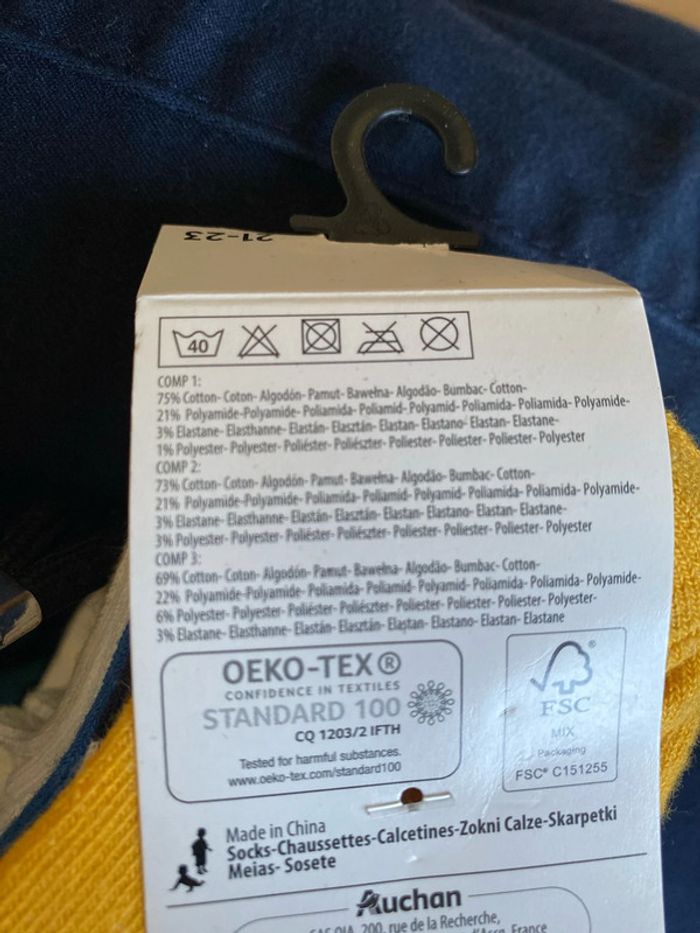 21-23
40
COMP 1:
75% Cotton- Coton- Algodón- Pamut- Bawełna- Algodão- Bumbac- Cotton-
21% Polyamide-Polyamide- Poliamida- Poliamid- Polyamid- Poliamida- Poliamida- Polyamide-
3% Elastane- Elasthanne- Elastán- Elasztán- Elastan- Elastano- Elastan- Elastane-
1% Polyester- Polyester- Poliéster- Poliészter- Poliester- Poliester- Poliester- Polyester
COMP 2:
73% Cotton- Coton- Algodón- Pamut- Bawełna- Algodão- Bumbac- Cotton-
21% Polyamide-Polyamide- Poliamida- Poliamid- Polyamid- Poliamida- Poliamida- Polyamide-
3% Elastane- Elasthanne- Elastán- Elasztán- Elastan- Elastano- Elastan- Elastane-
3% Polyester- Polyester- Poliéster- Poliészter- Poliester- Poliester- Poliester- Polyester
COMP 3:
69% Cotton- Coton- Algodón- Pamut- Bawełna- Algodão- Bumbac- Cotton-
22% Polyamide-Polyamide- Poliamida- Poliamid- Polyamid- Poliamida- Poliamida- Polyamide-
6% Polyester- Polyester- Poliéster- Poliészter- Poliester- Poliester- Poliester- Polyester-
3% Elastane- Elasthanne- Elastán- Elasztán- Elastan- Elastano- Elastan- Elastane
OEKO-TEX®
CONFIDENCE IN TEXTILES
STANDARD 100
CQ 1203/2 IFTH
Tested for harmful substances.
www.oeko-tex.com/standard100
®
FSC
MIX
Packaging
FSC® C151255
Made in China
Socks-Chaussettes-Calcetines-Zokni Calze-Skarpetki
Meias- Sosete
Auchan
OIA, 200, rue de la Recherche,
France